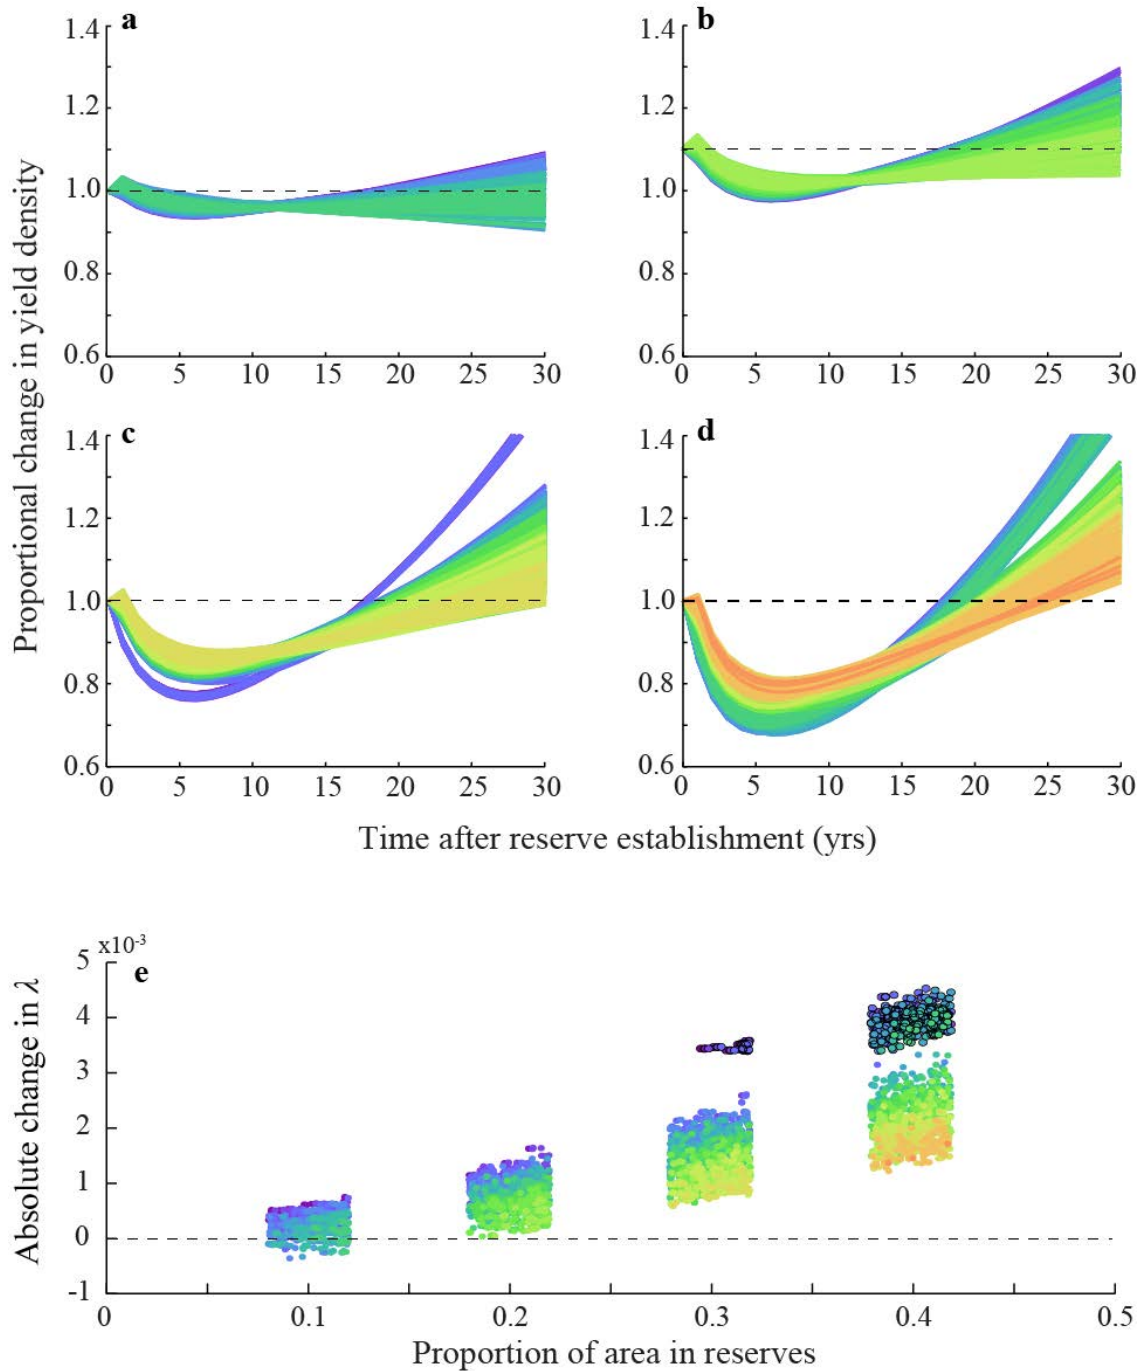 a
b
1.4
1.2
1.0
0.8
0.6
0 5 10 15 20 25 30
1.4
1.2
1.0
0.8
0.6
0 5 10 15 20 25 30
Proportional change in yield density
c
d
1.4
1.2
1.0
0.8
0.6
0 5 10 15 20 25 30
1.4
1.2
1.0
0.8
0.6
0 5 10 15 20 25 30
Time after reserve establishment (yrs)
x10⁻³
e
5
4
3
2
1
0
-1
Absolute change in λ
0 0.1 0.2 0.3 0.4 0.5
Proportion of area in reserves